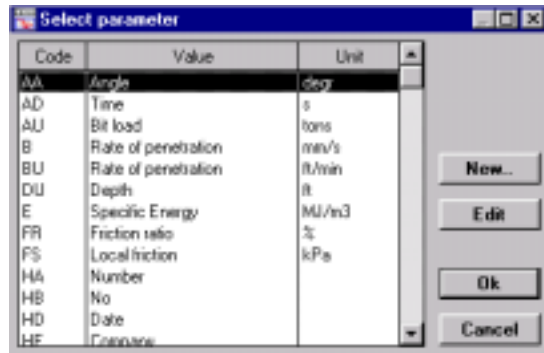 Select parameter
Code Value Unit
AA Angle degr
AD Time s
AU Bit load tons
B Rate of penetration mm/s
BU Rate of penetration ft/min
DU Depth ft
E Specific Energy MJ/m3
FR Friction ratio %
FS Local friction kPa
HA Number
HB No
HD Date
HF Company
New..
Edit
Ok
Cancel